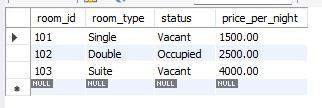 room_id room_type status price_per_night
101 Single Vacant 1500.00
102 Double Occupied 2500.00
103 Suite Vacant 4000.00
NULL NULL NULL NULL